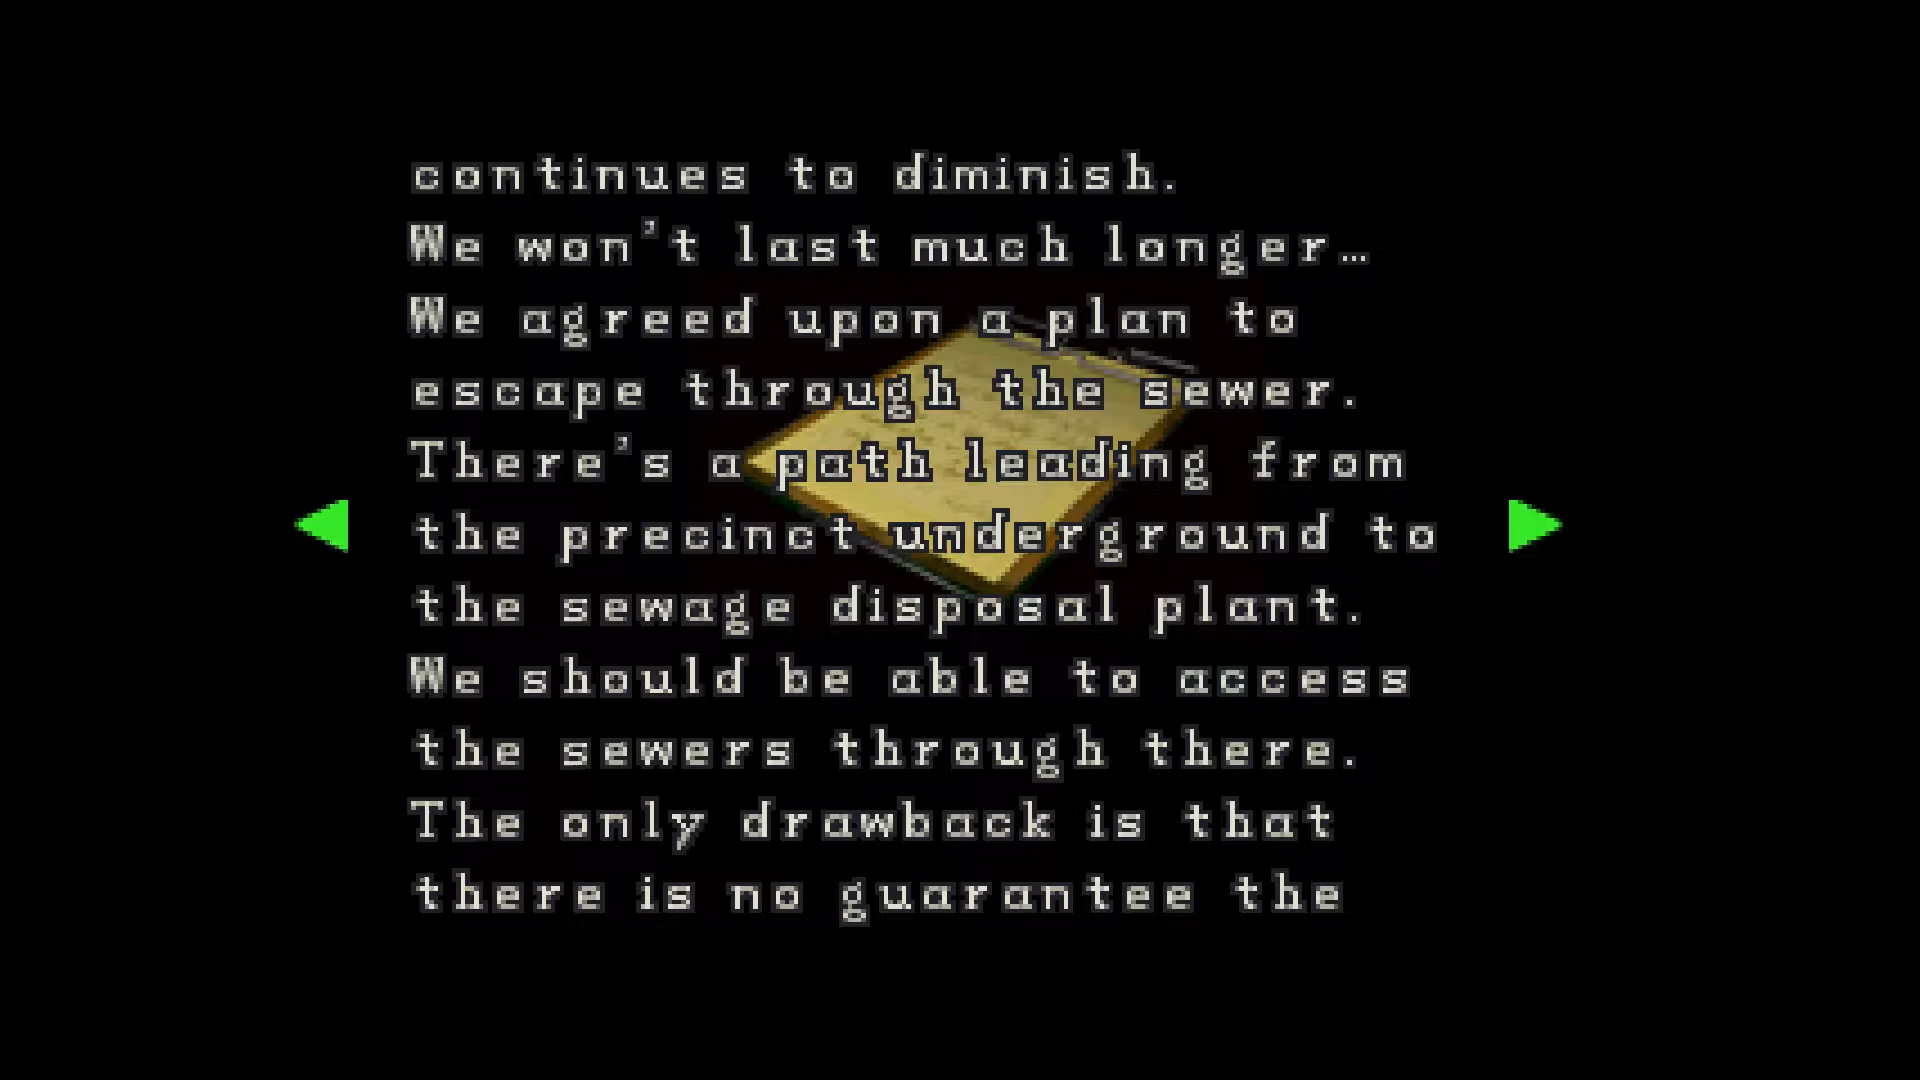 continues to diminish.
We won't last much longer…
We agreed upon a plan to
escape through the sewer.
There's a path leading from
the precinct underground to
the sewage disposal plant.
We should be able to access
the sewers through there.
The only drawback is that
there is no guarantee the